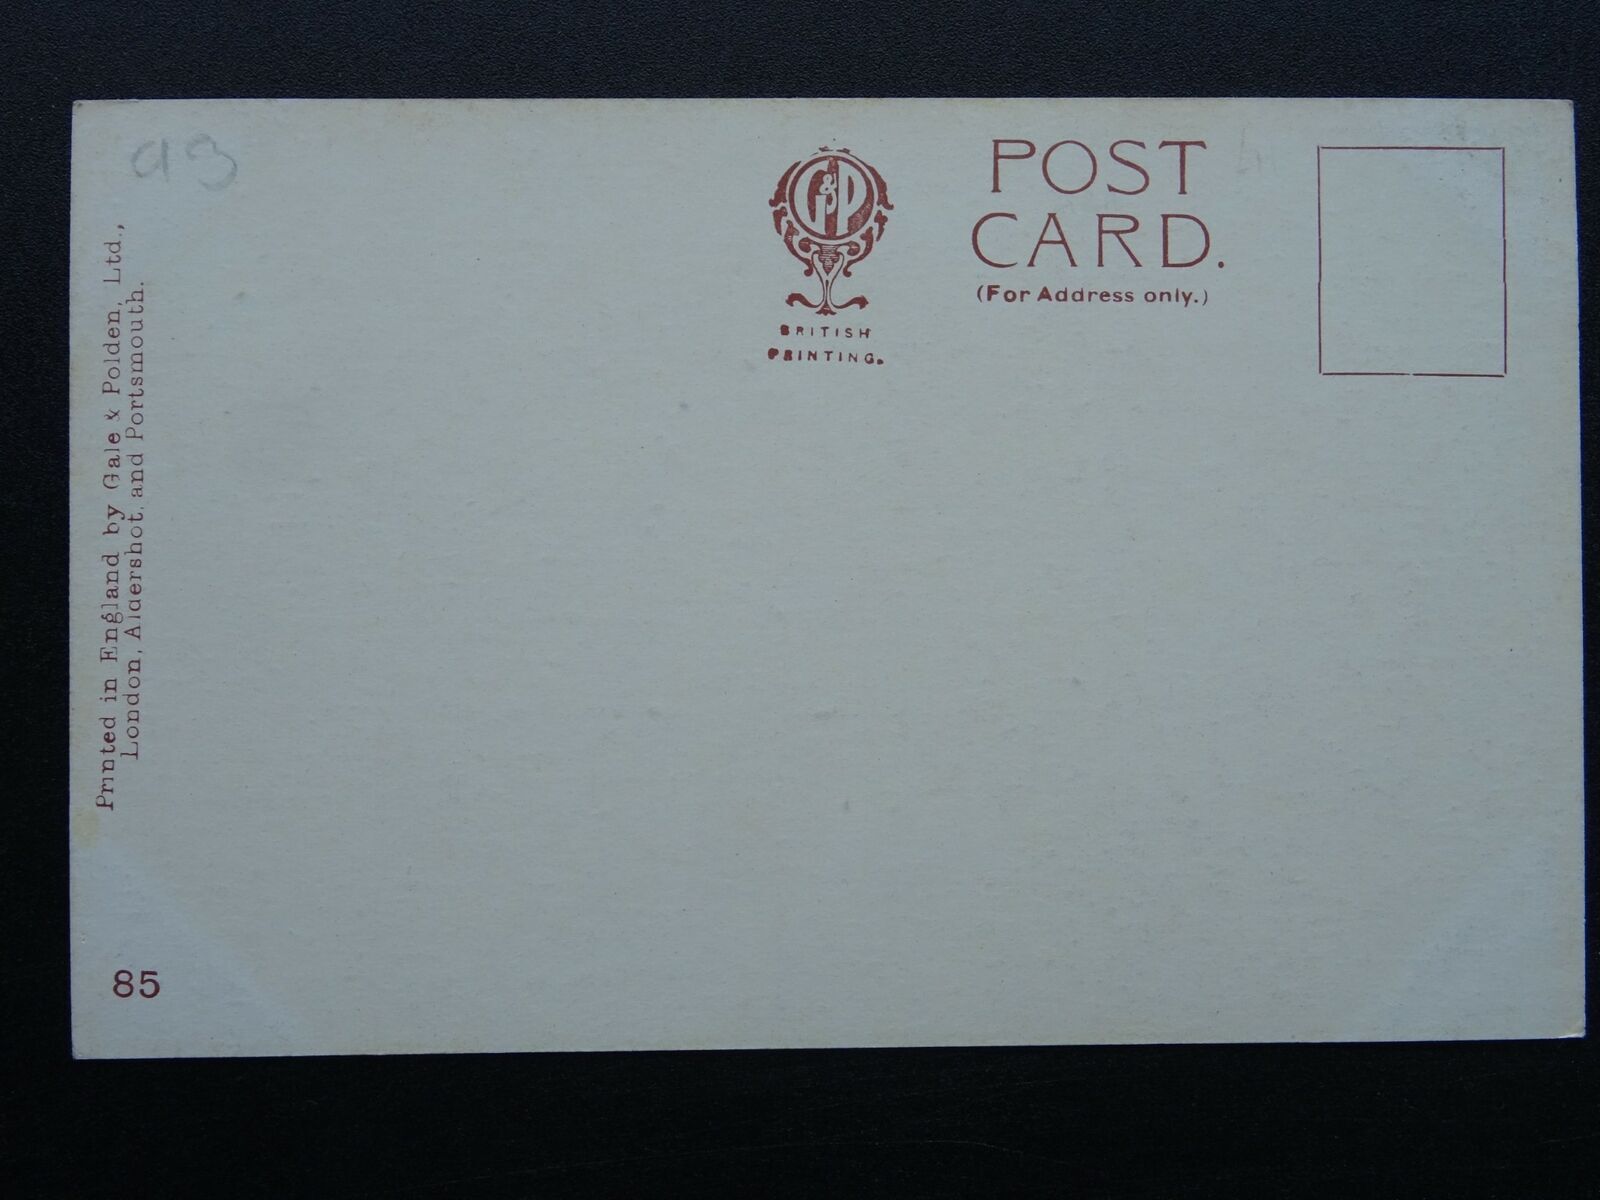 a3
G&P
BRITISH
PRINTING.
POST
CARD.
(For Address only.)
Printed in England by Gale & Polden, Ltd.,
London, Aldershot, and Portsmouth.
85